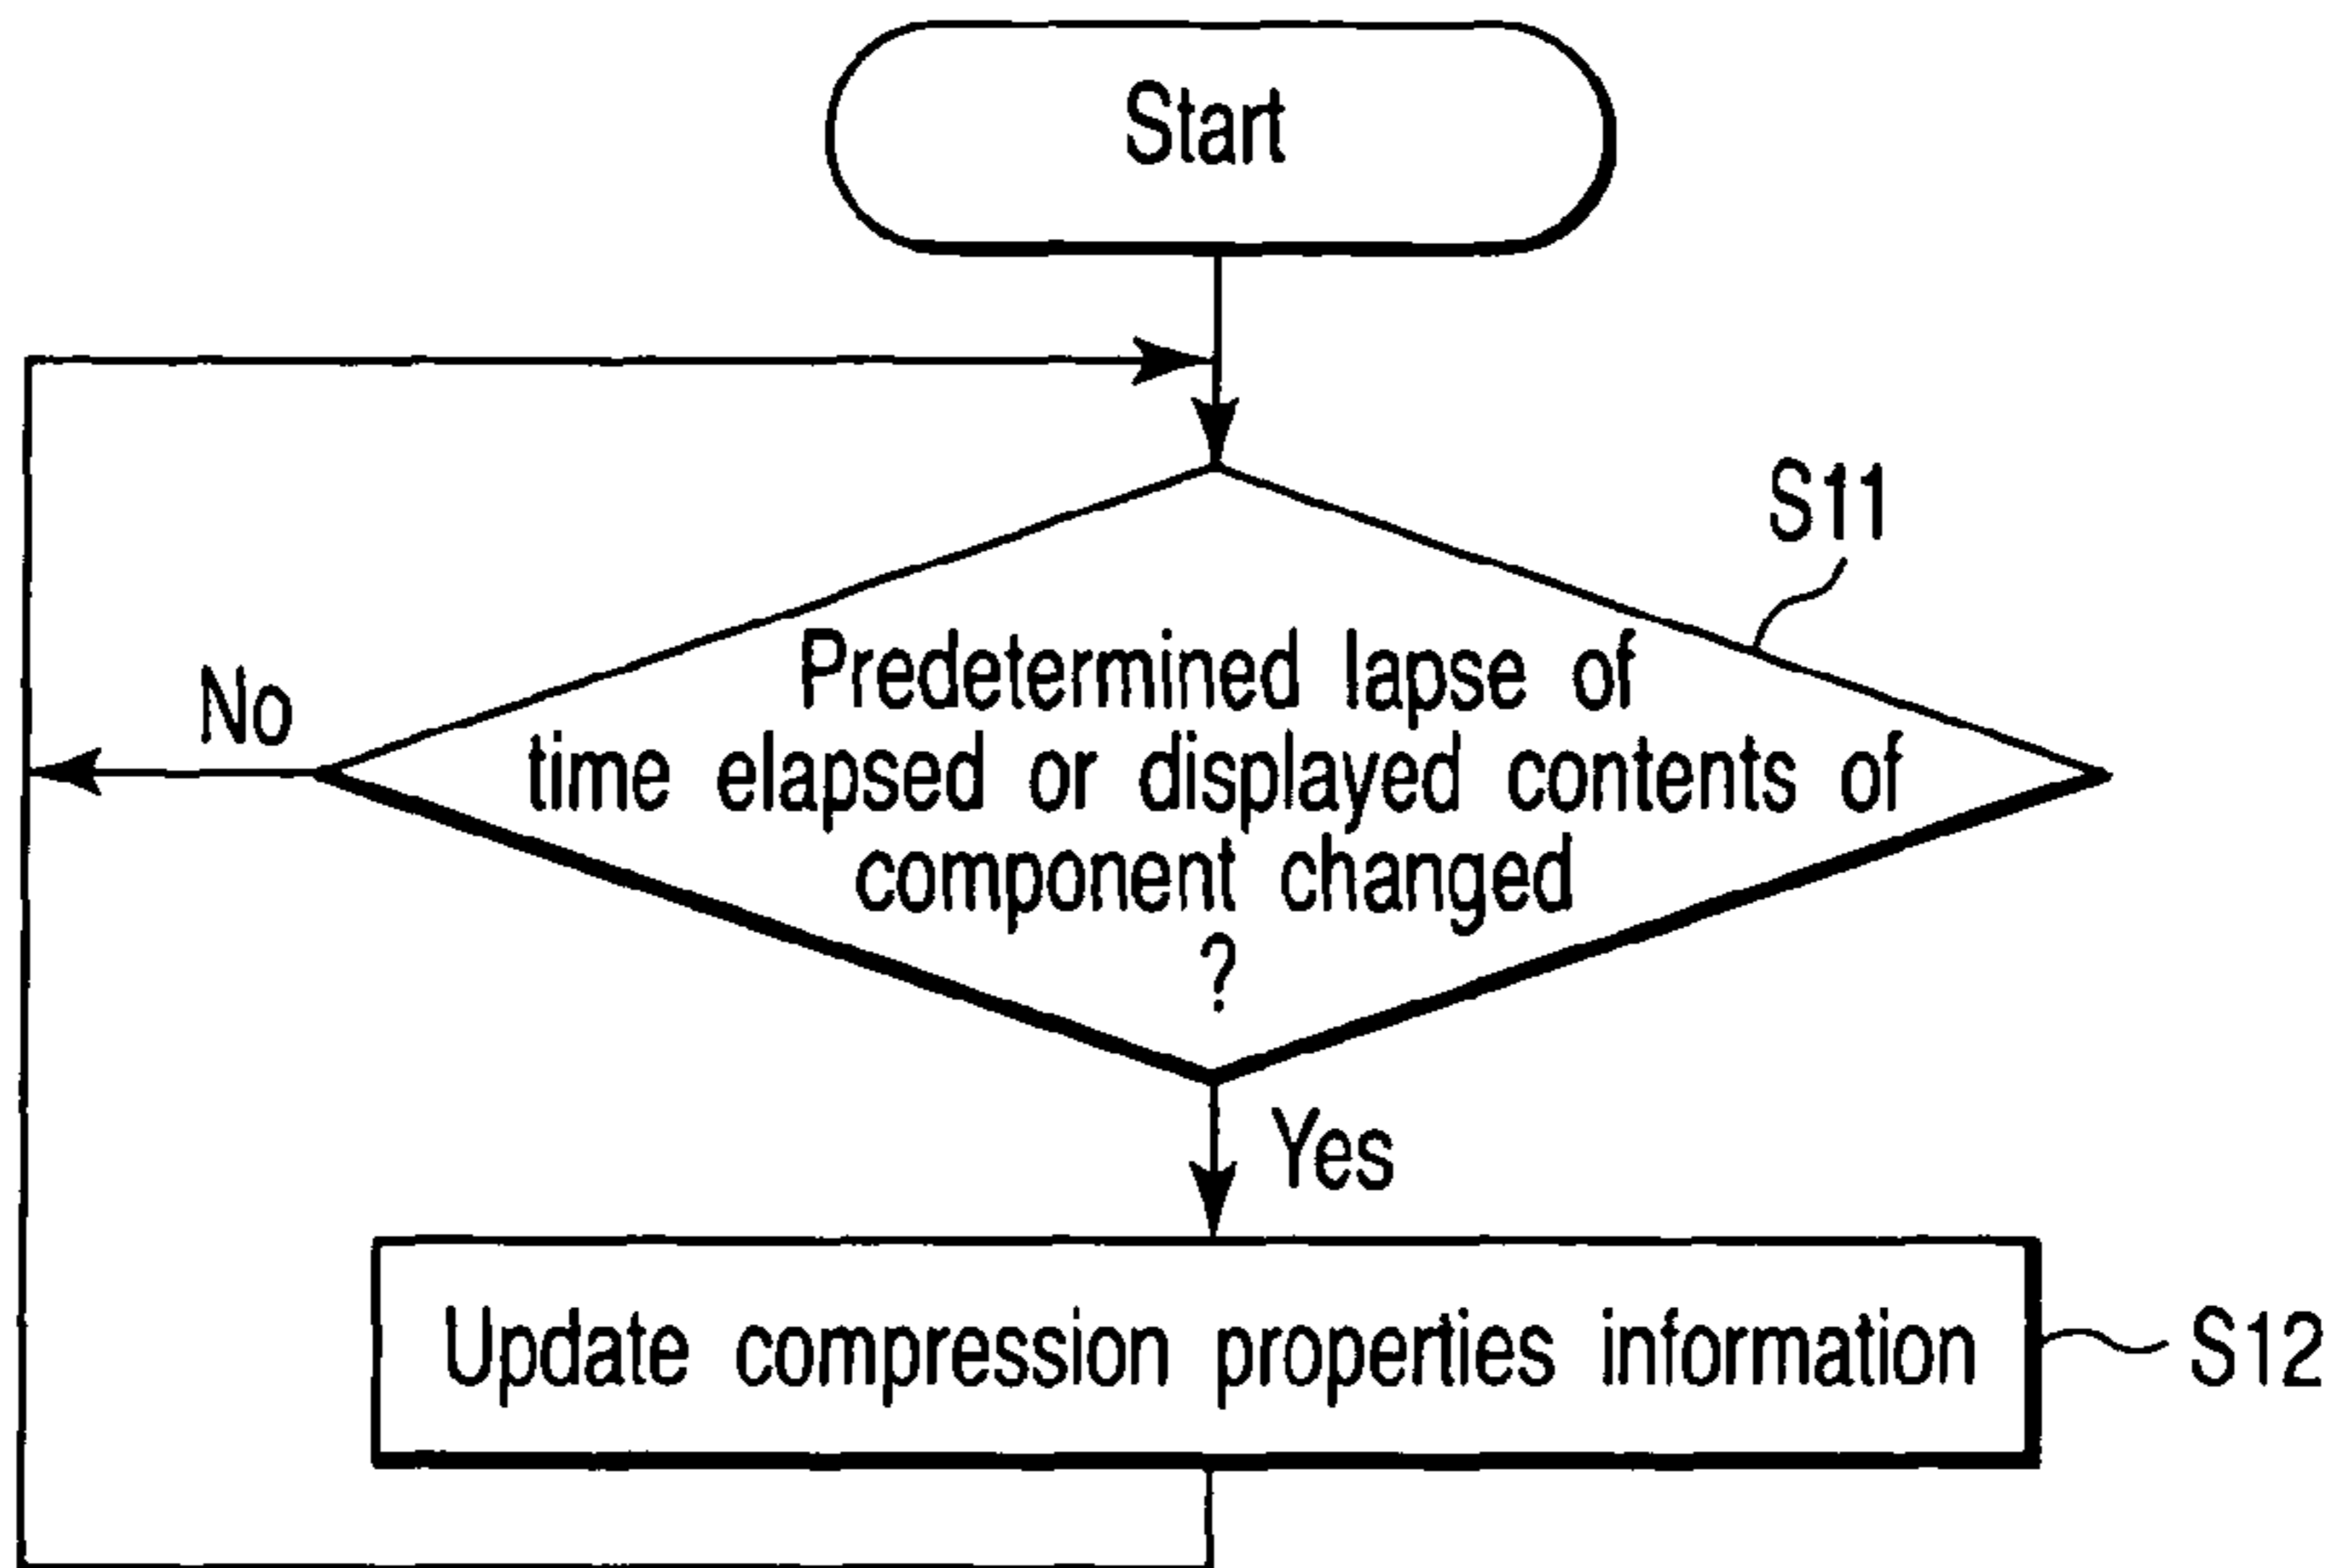 Start
S11
Predetermined lapse of
time elapsed or displayed contents of
component changed
?
No
Yes
Update compression properties information
S12